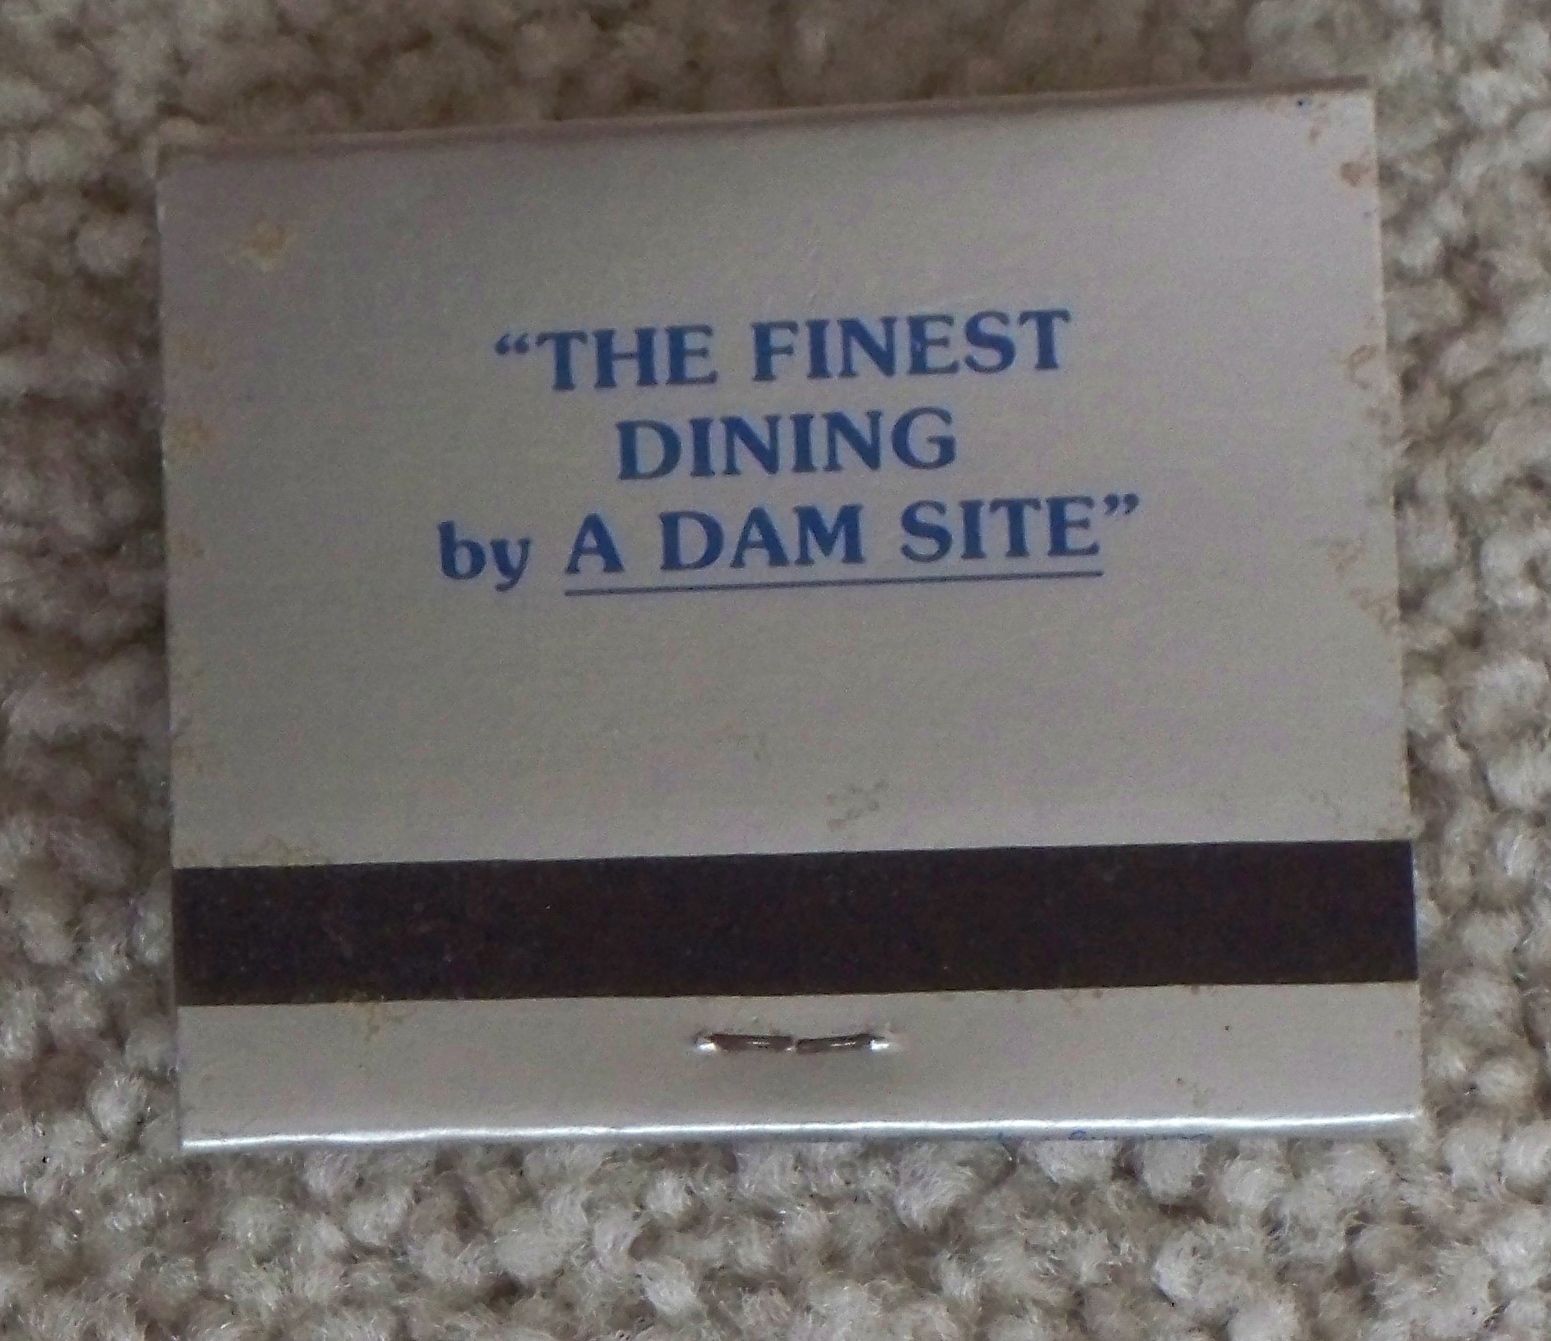 “THE FINEST
DINING
by A DAM SITE”